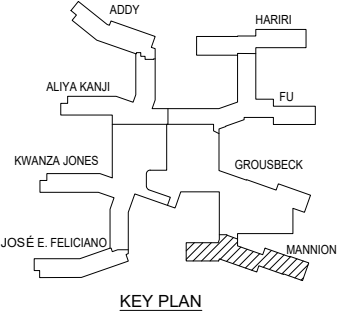 ADDY
HARIRI
ALIYA KANJI
FU
KWANZA JONES
GROUSBECK
JOSÉ E. FELICIANO
MANNION
KEY PLAN